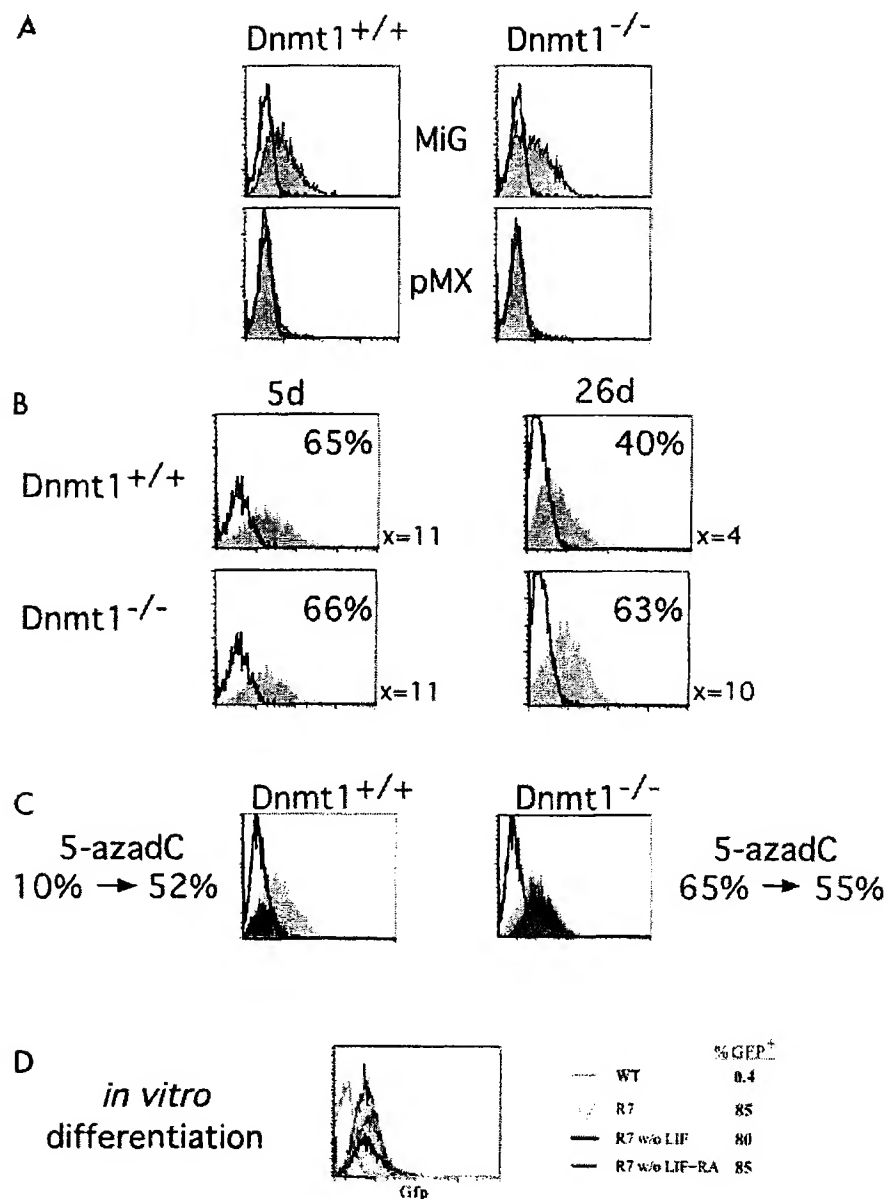 A
Dnmt1+/+ Dnmt1-/-
MiG
pMX
B
5d 26d
Dnmt1+/+ 65% x=11 40% x=4
Dnmt1-/- 66% x=11 63% x=10
C
Dnmt1+/+ Dnmt1-/-
5-azadC 5-azadC
10% → 52% 65% → 55%
D
in vitro
differentiation
Gfp
% GFP+
WT 0.4
R7 85
R7 w/o LIF 80
R7 w/o LIF-RA 85